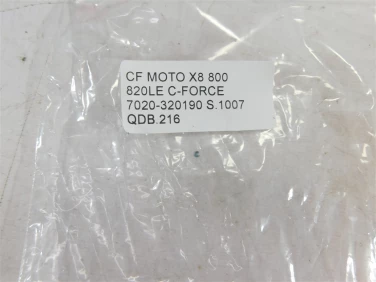 CF MOTO X8 800
820LE C-FORCE
7020-320190 S.1007
QDB.216